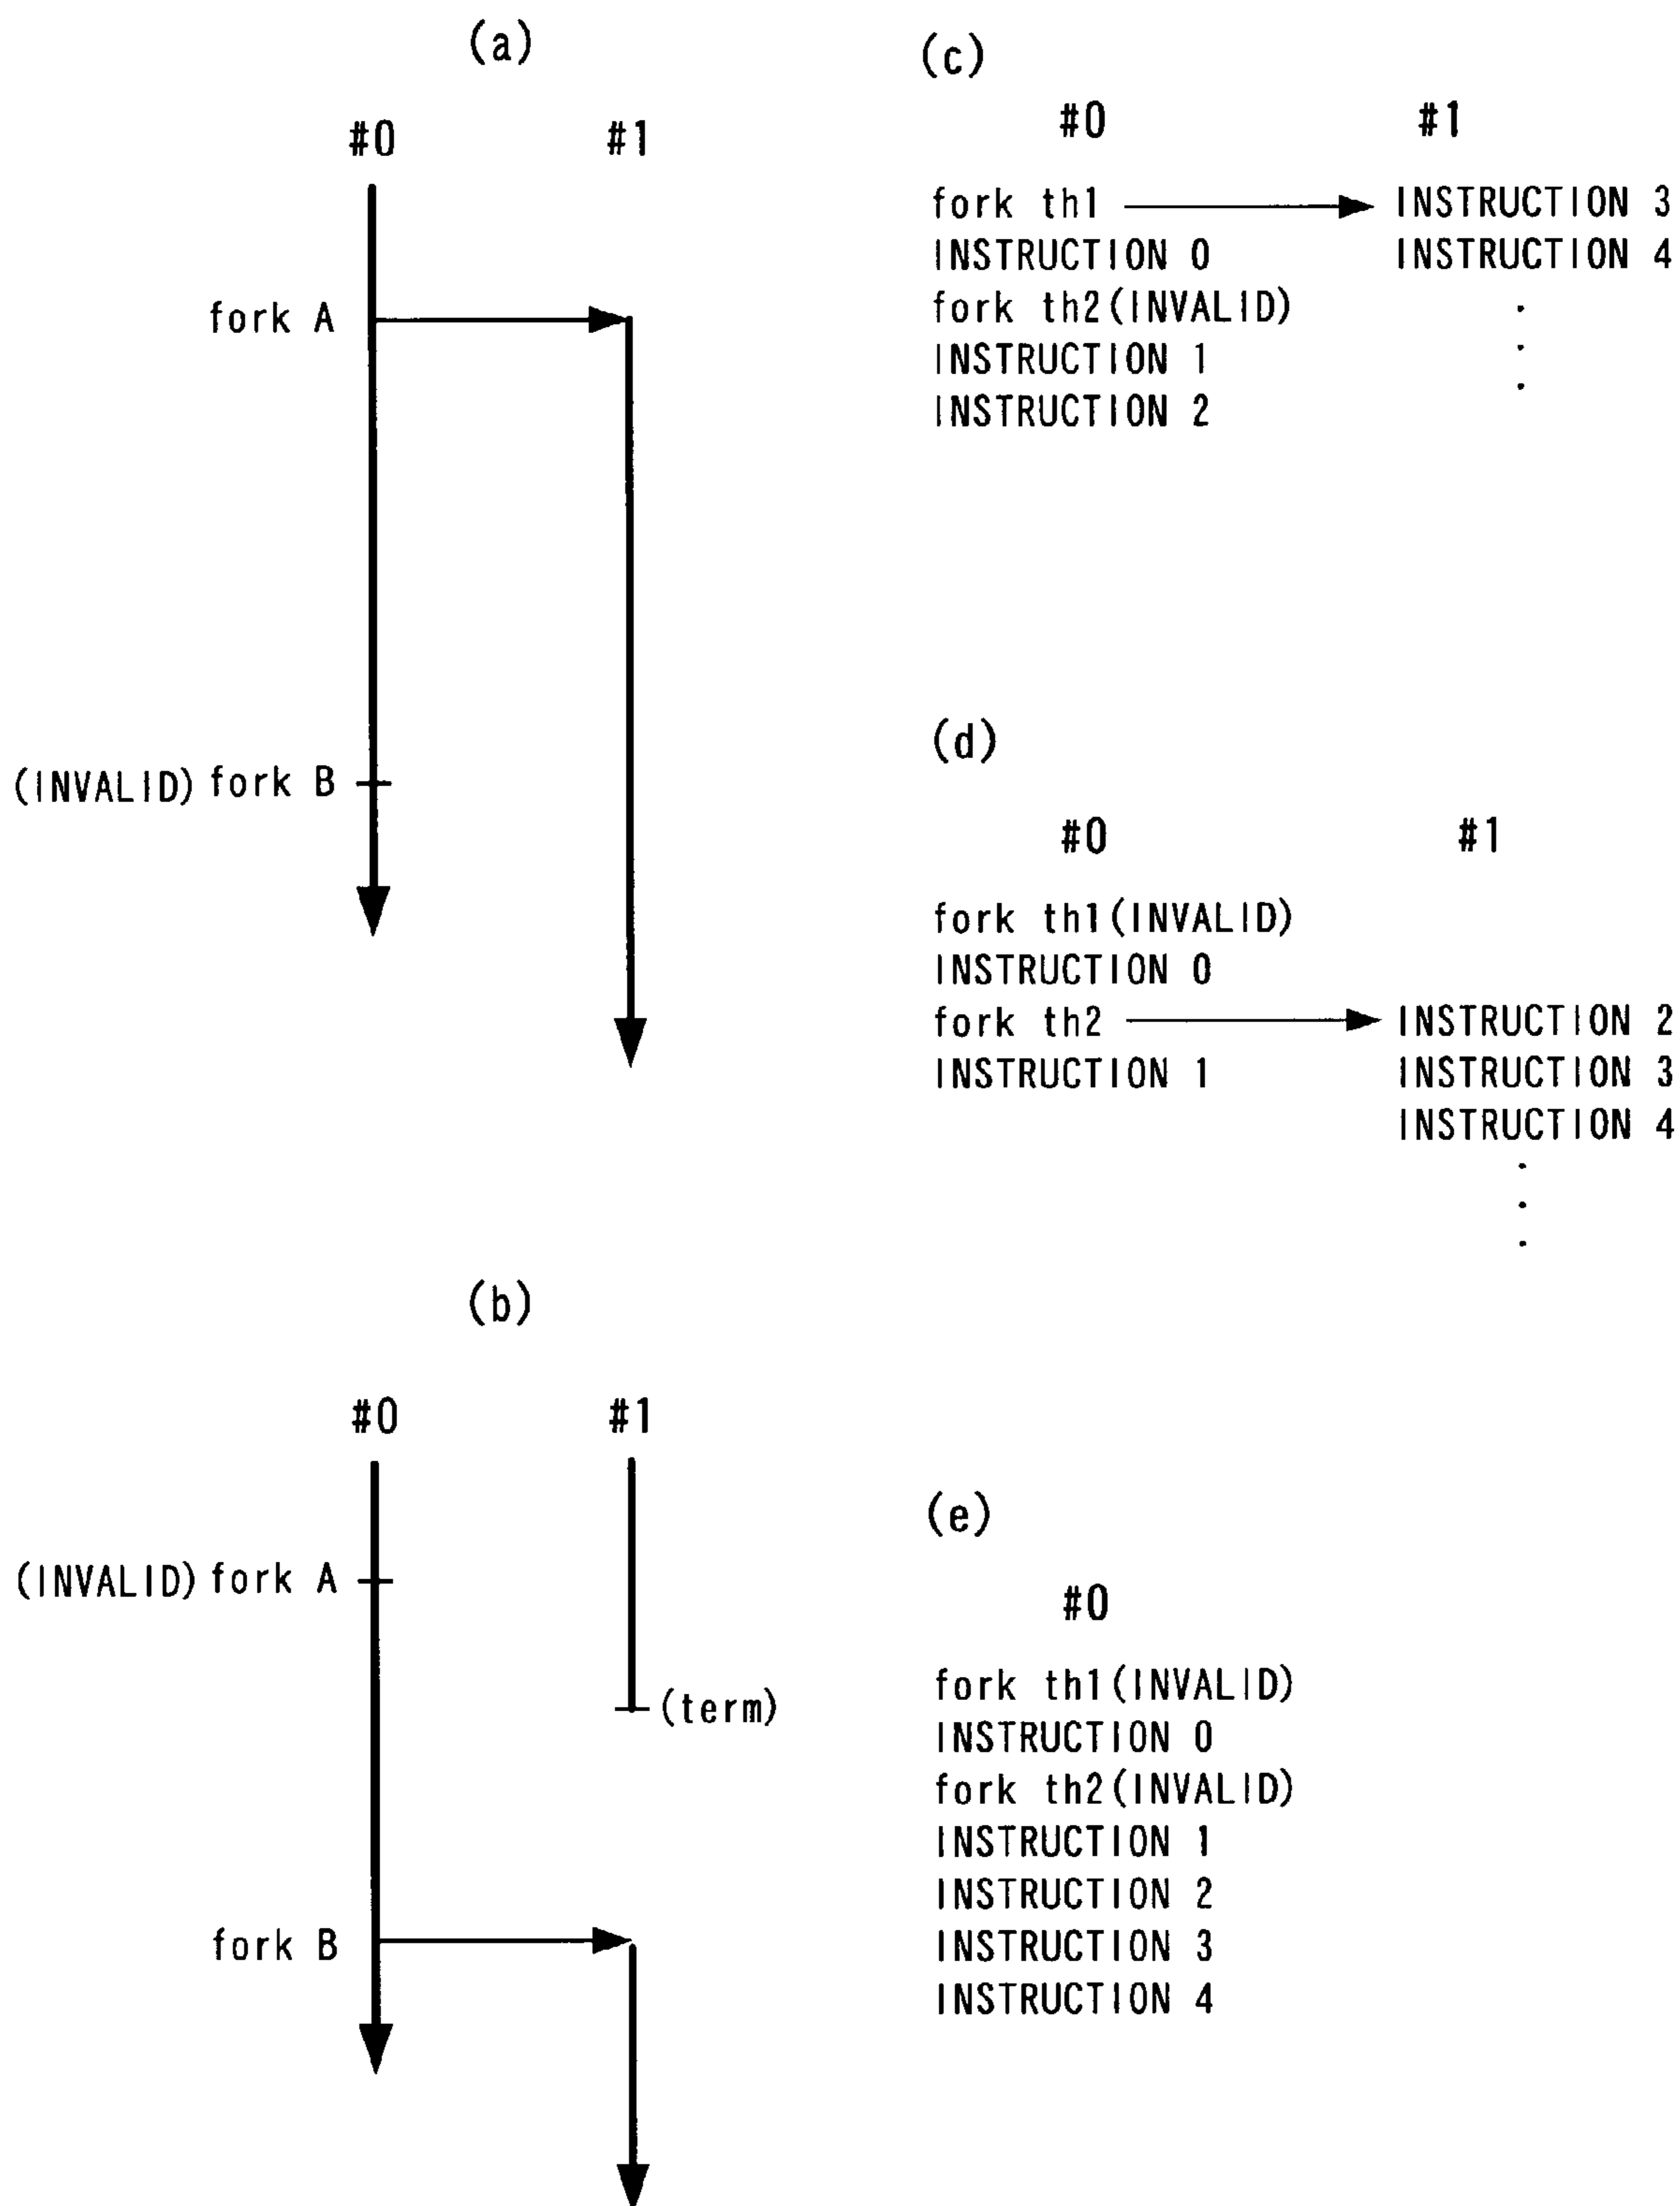 (a)
#0 #1
fork A
(INVALID) fork B
(b)
#0 #1
(INVALID) fork A
(term)
fork B
(c)
#0 #1
fork th1 INSTRUCTION 3
INSTRUCTION 0 INSTRUCTION 4
fork th2(INVALID)
INSTRUCTION 1
INSTRUCTION 2
(d)
#0 #1
fork th1(INVALID)
INSTRUCTION 0
fork th2 INSTRUCTION 2
INSTRUCTION 1 INSTRUCTION 3
INSTRUCTION 4
(e)
#0
fork th1(INVALID)
INSTRUCTION 0
fork th2(INVALID)
INSTRUCTION 1
INSTRUCTION 2
INSTRUCTION 3
INSTRUCTION 4